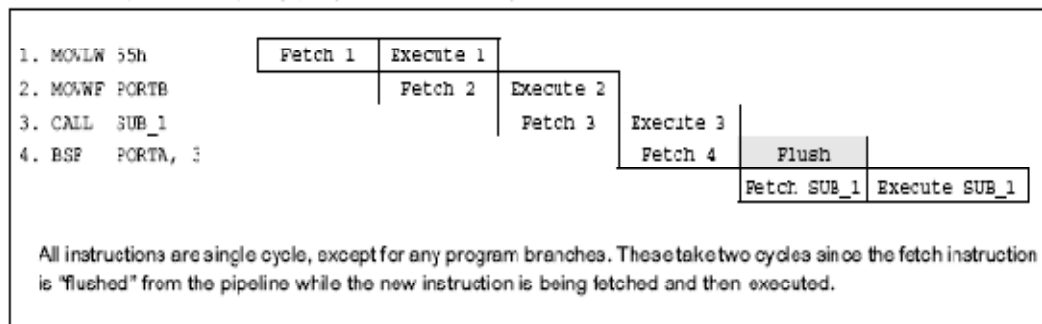 1. MOVLW 55h Fetch 1 Execute 1
2. MOVWF PORTB Fetch 2 Execute 2
3. CALL SUB_1 Fetch 3 Execute 3
4. BSF PORTA, 3 Fetch 4 Flush
Fetch SUB_1 Execute SUB_1
All instructions are single cycle, except for any program branches. These take two cycles since the fetch instruction
is "flushed" from the pipeline while the new instruction is being fetched and then executed.